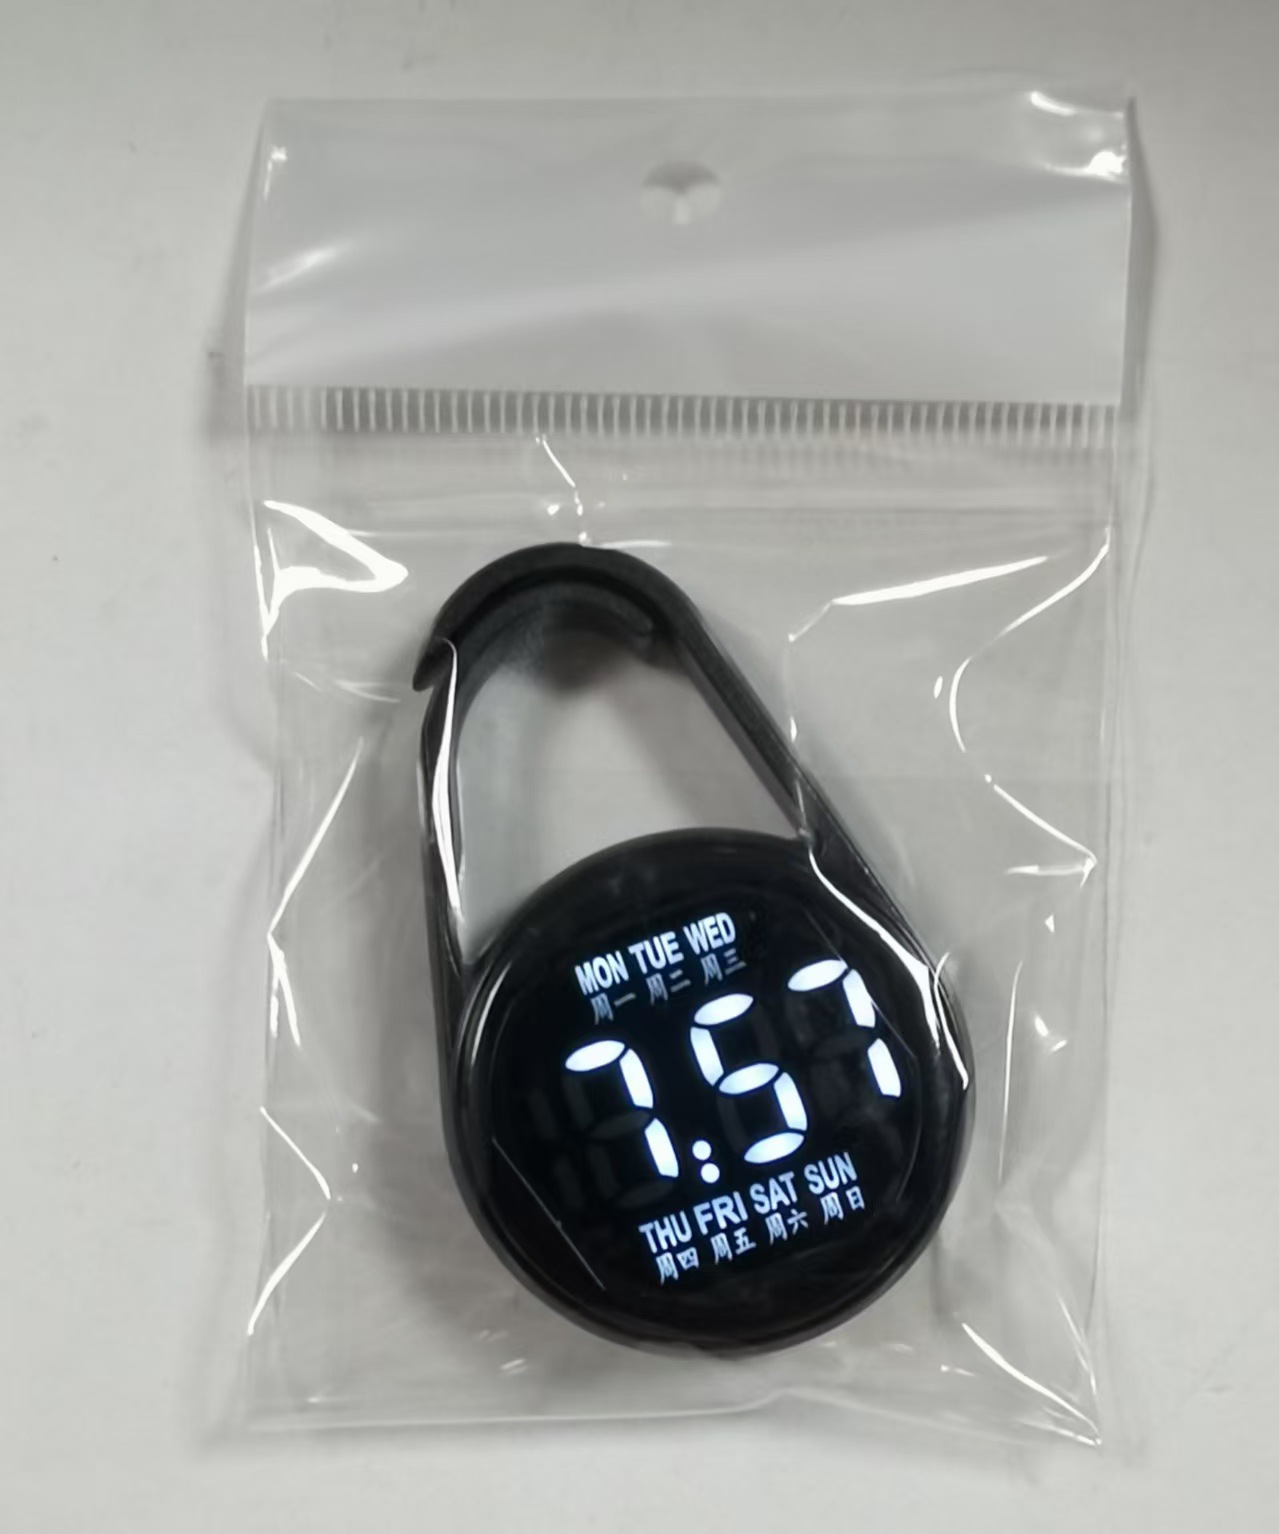 MON TUE WED
周一 周二 周三
7:57
THU FRI SAT SUN
周四 周五 周六 周日